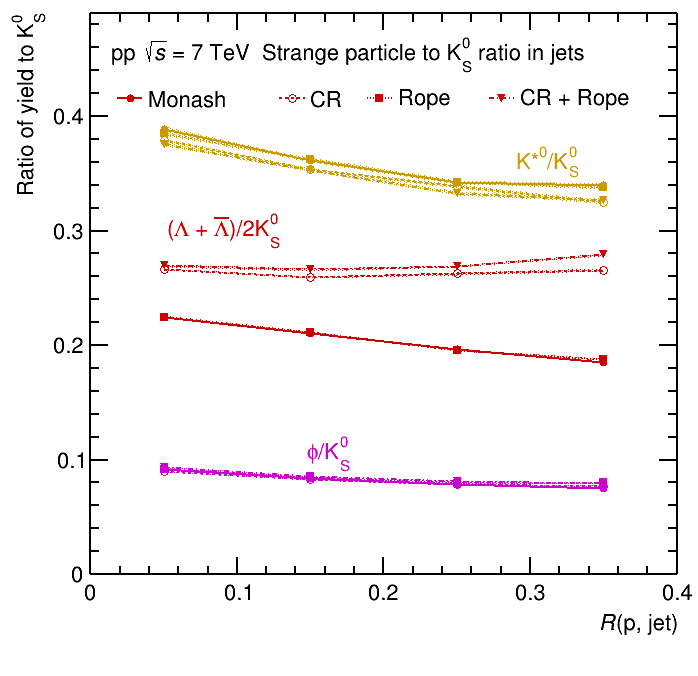 Ratio of yield to K⁰_S
pp √s = 7 TeV Strange particle to K⁰_S ratio in jets
Monash CR Rope CR + Rope
K*⁰/K⁰_S
(Λ + Λ̅)/2K⁰_S
ϕ/K⁰_S
0.4
0.3
0.2
0.1
0
0 0.1 0.2 0.3 0.4
R(p, jet)